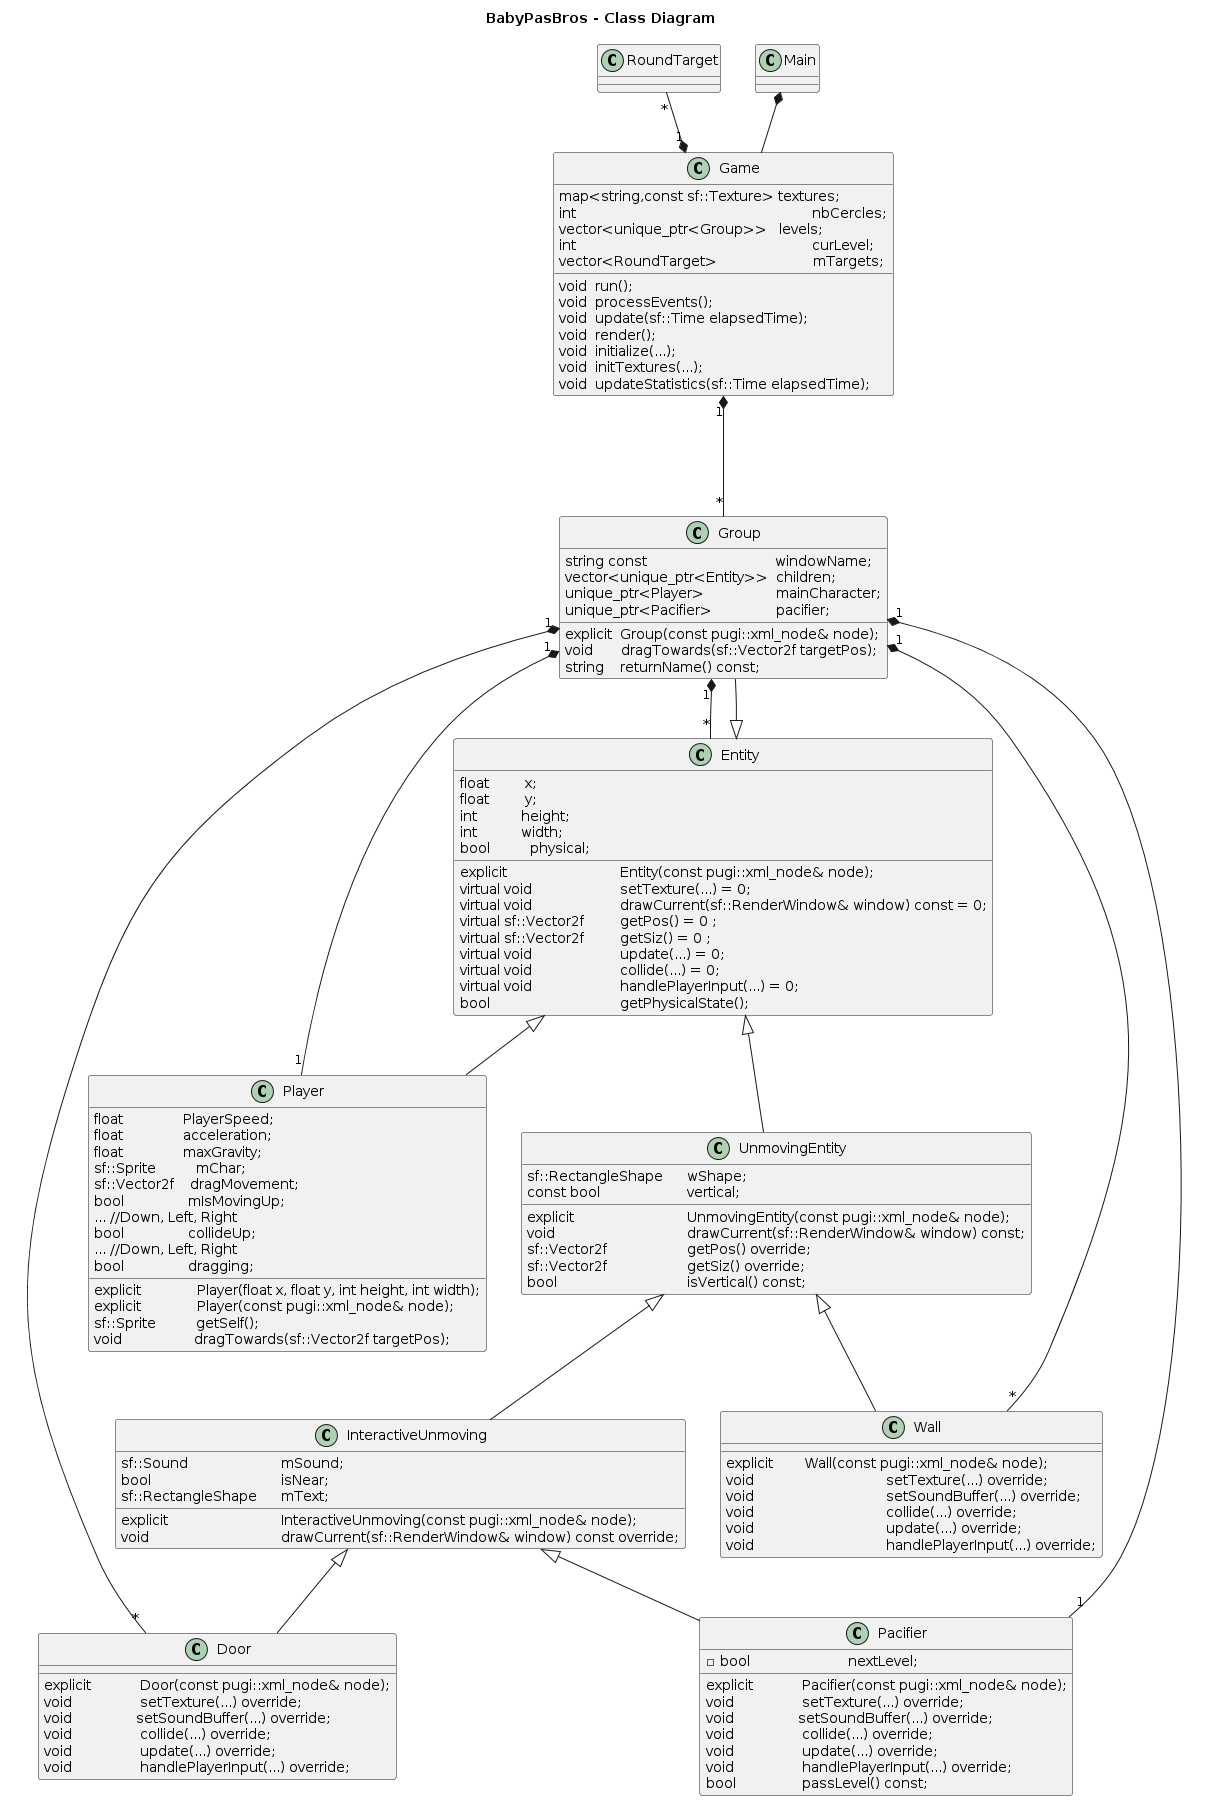 BabyPasBros - Class Diagram
C RoundTarget
C Main
*
1
C Game
map<string,const sf::Texture> textures;
int nbCercles;
vector<unique_ptr<Group>> levels;
int curLevel;
vector<RoundTarget> mTargets;
void run();
void processEvents();
void update(sf::Time elapsedTime);
void render();
void initialize(...);
void initTextures(...);
void updateStatistics(sf::Time elapsedTime);
1
*
C Group
string const windowName;
vector<unique_ptr<Entity>> children;
unique_ptr<Player> mainCharacter;
unique_ptr<Pacifier> pacifier;
explicit Group(const pugi::xml_node& node);
void dragTowards(sf::Vector2f targetPos);
string returnName() const;
1
1
1
1
1
*
C Entity
float x;
float y;
int height;
int width;
bool physical;
explicit Entity(const pugi::xml_node& node);
virtual void setTexture(...) = 0;
virtual void drawCurrent(sf::RenderWindow& window) const = 0;
virtual sf::Vector2f getPos() = 0 ;
virtual sf::Vector2f getSiz() = 0 ;
virtual void update(...) = 0;
virtual void collide(...) = 0;
virtual void handlePlayerInput(...) = 0;
bool getPhysicalState();
1
C Player
float PlayerSpeed;
float acceleration;
float maxGravity;
sf::Sprite mChar;
sf::Vector2f dragMovement;
bool mIsMovingUp;
... //Down, Left, Right
bool collideUp;
... //Down, Left, Right
bool dragging;
explicit Player(float x, float y, int height, int width);
explicit Player(const pugi::xml_node& node);
sf::Sprite getSelf();
void dragTowards(sf::Vector2f targetPos);
C UnmovingEntity
sf::RectangleShape wShape;
const bool vertical;
explicit UnmovingEntity(const pugi::xml_node& node);
void drawCurrent(sf::RenderWindow& window) const;
sf::Vector2f getPos() override;
sf::Vector2f getSiz() override;
bool isVertical() const;
*
C InteractiveUnmoving
sf::Sound mSound;
bool isNear;
sf::RectangleShape mText;
explicit InteractiveUnmoving(const pugi::xml_node& node);
void drawCurrent(sf::RenderWindow& window) const override;
C Wall
explicit Wall(const pugi::xml_node& node);
void setTexture(...) override;
void setSoundBuffer(...) override;
void collide(...) override;
void update(...) override;
void handlePlayerInput(...) override;
*
1
C Door
explicit Door(const pugi::xml_node& node);
void setTexture(...) override;
void setSoundBuffer(...) override;
void collide(...) override;
void update(...) override;
void handlePlayerInput(...) override;
C Pacifier
bool nextLevel;
explicit Pacifier(const pugi::xml_node& node);
void setTexture(...) override;
void setSoundBuffer(...) override;
void collide(...) override;
void update(...) override;
void handlePlayerInput(...) override;
bool passLevel() const;